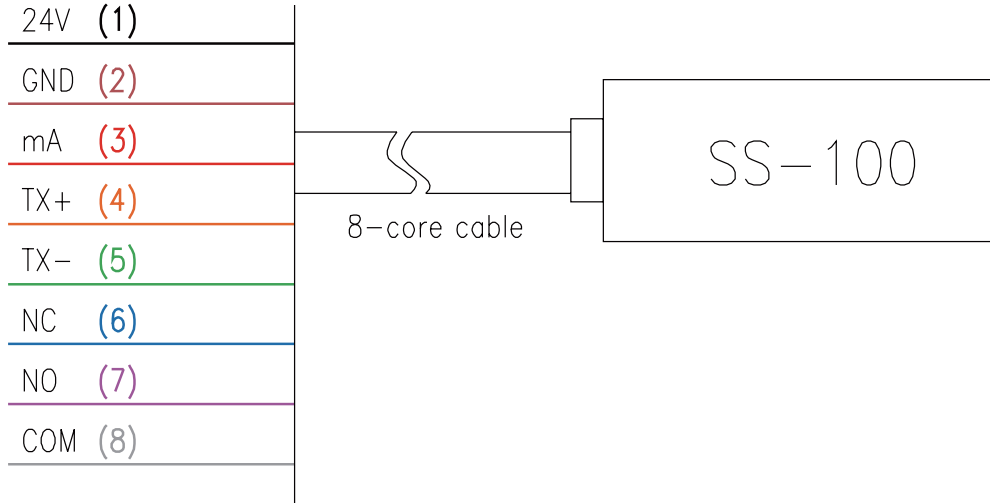 24V (1)
GND (2)
mA (3)
TX+ (4)
TX- (5)
NC (6)
NO (7)
COM (8)
8-core cable
SS-100